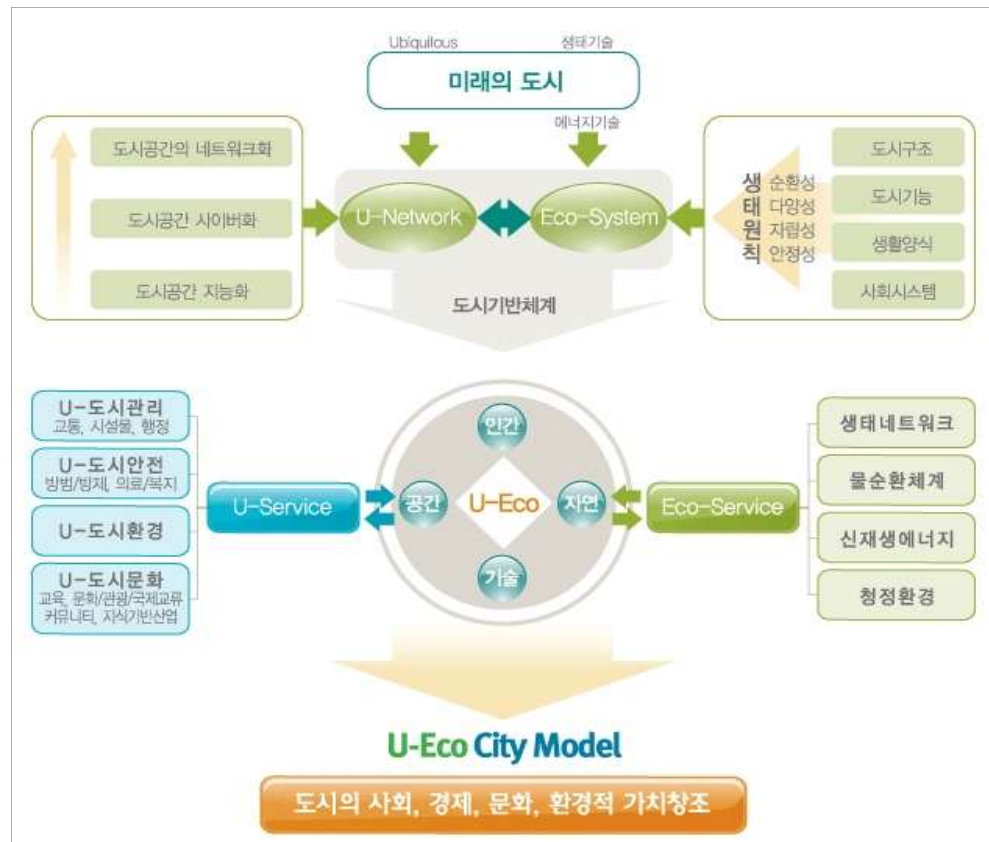 Ubiquilous
생태기술
미래의 도시
에너지기술
도시공간의 네트워크화
도시공간 사이버화
도시공간 지능화
U-Network
Eco-System
생 순환성
태 다양성
원 자립성
칙 안정성
도시구조
도시기능
생활양식
사회시스템
도시기반체계
U-도시관리
교통, 시설물, 행정
U-도시안전
방범/방제, 의료/복지
U-도시환경
U-도시문화
교육, 문화/관광/국제교류
커뮤니티, 지식기반산업
U-Service
인간
공간
U-Eco
자연
기술
Eco-Service
생태네트워크
물순환체계
신재생에너지
청정환경
U-Eco City Model
도시의 사회, 경제, 문화, 환경적 가치창조